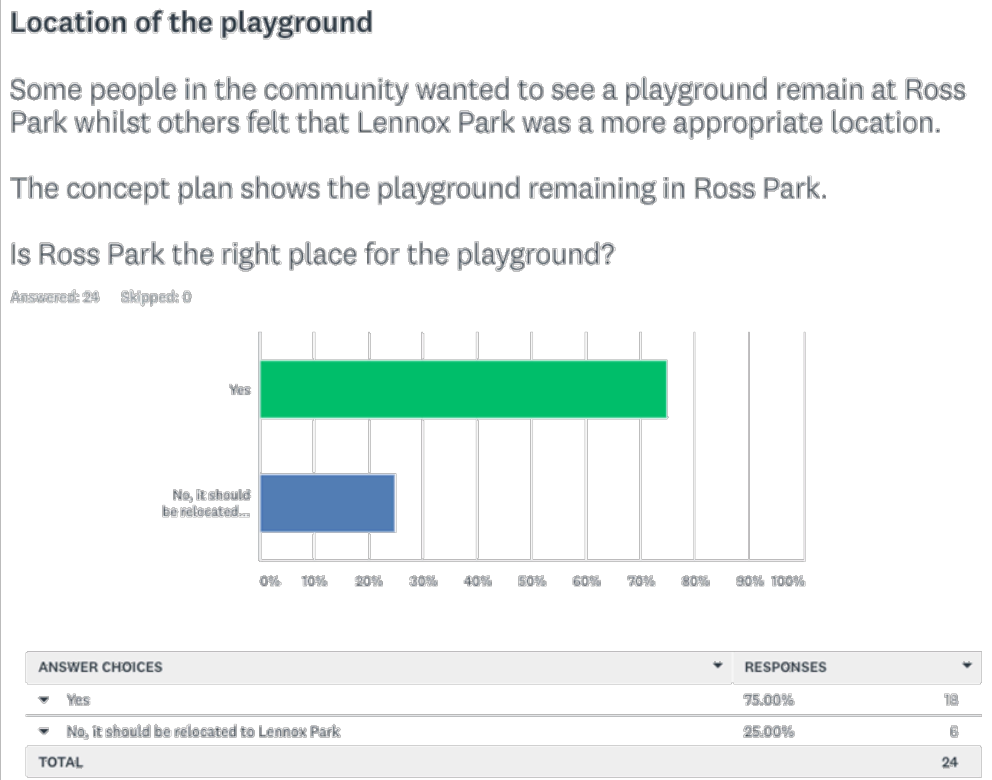 Location of the playground
Some people in the community wanted to see a playground remain at Ross
Park whilst others felt that Lennox Park was a more appropriate location.
The concept plan shows the playground remaining in Ross Park.
Is Ross Park the right place for the playground?
Answered: 24 Skipped: 0
Yes
No, it should
be relocated...
0% 10% 20% 30% 40% 50% 60% 70% 80% 90% 100%
ANSWER CHOICES RESPONSES
Yes 75.00% 18
No, it should be relocated to Lennox Park 25.00% 6
TOTAL 24